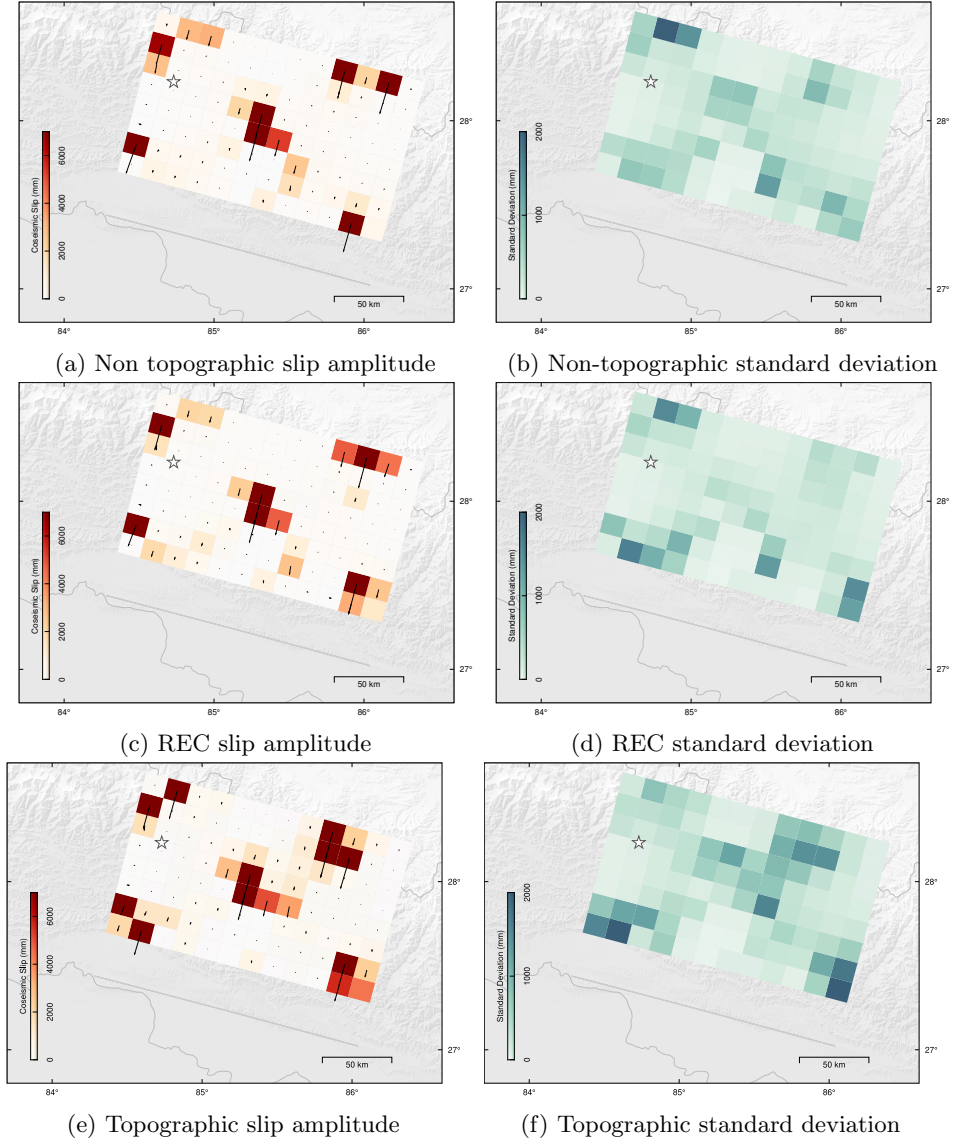 Coseismic Slip (mm)
0 2000 4000 6000
28°
27°
50 km
84° 85° 86°
(a) Non topographic slip amplitude
Standard Deviation (mm)
0 1000 2000
28°
27°
50 km
84° 85° 86°
(b) Non-topographic standard deviation
Coseismic Slip (mm)
0 2000 4000 6000
28°
27°
50 km
84° 85° 86°
(c) REC slip amplitude
Standard Deviation (mm)
0 1000 2000
28°
27°
50 km
84° 85° 86°
(d) REC standard deviation
Coseismic Slip (mm)
0 2000 4000 6000
28°
27°
50 km
84° 85° 86°
(e) Topographic slip amplitude
Standard Deviation (mm)
0 1000 2000
28°
27°
50 km
84° 85° 86°
(f) Topographic standard deviation